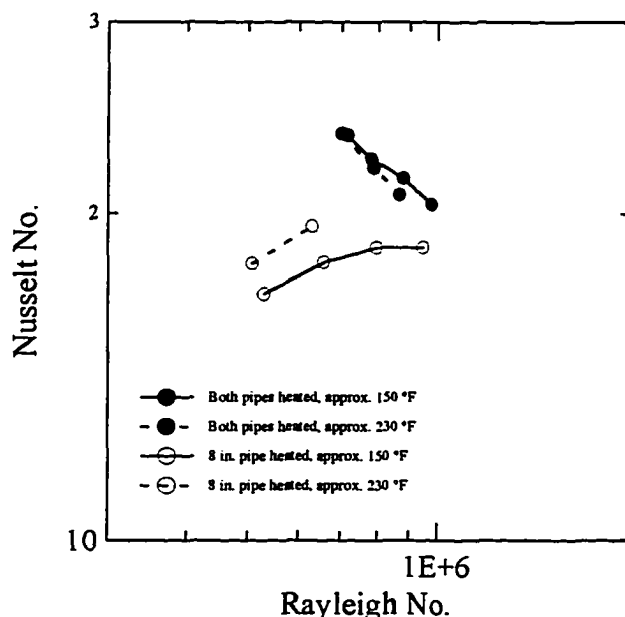 3
2
10
Nusselt No.
Both pipes heated, approx. 150 °F
Both pipes heated, approx. 230 °F
8 in. pipe heated, approx. 150 °F
8 in. pipe heated, approx. 230 °F
1E+6
Rayleigh No.